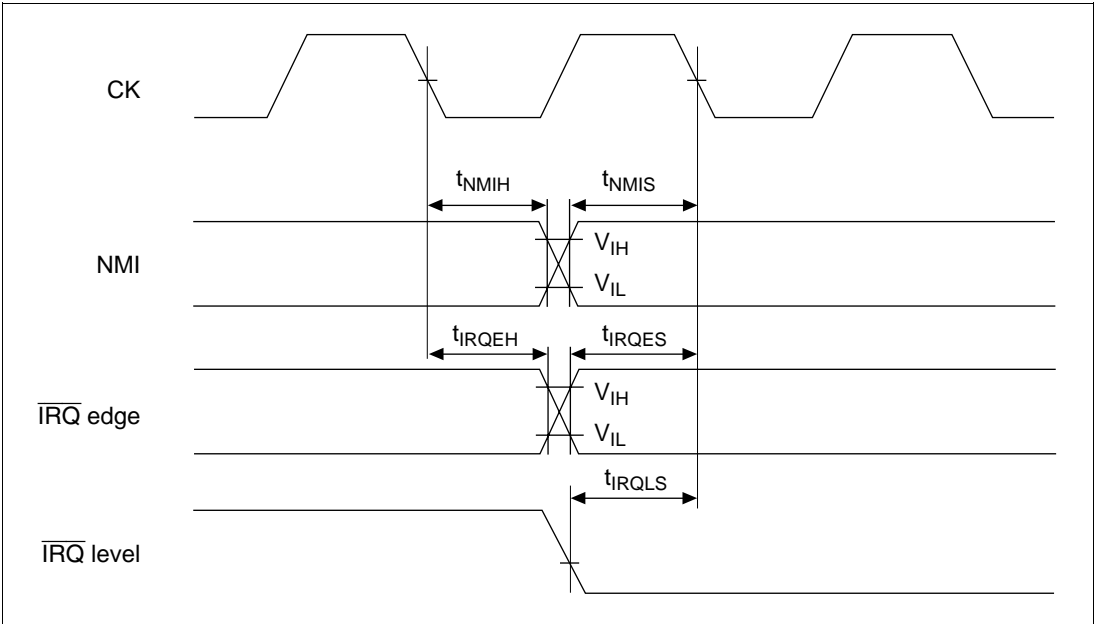 CK
tNMIH
tNMIS
NMI
VIH
VIL
tIRQEH
tIRQES
IRQ edge
VIH
VIL
tIRQLS
IRQ level